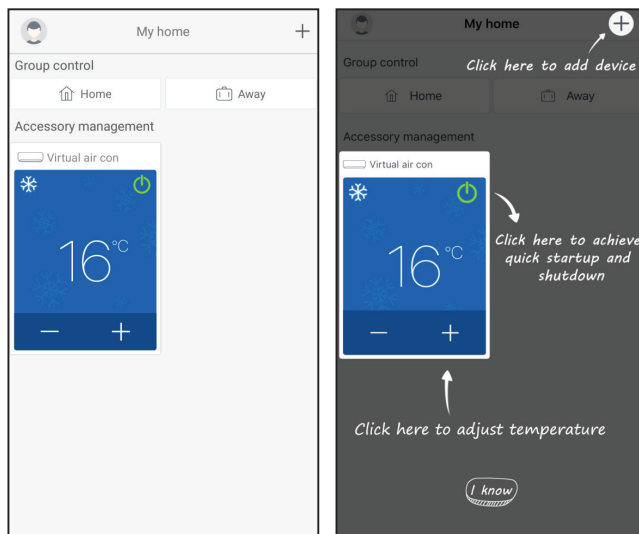 My home
Group control
Home
Away
Accessory management
Virtual air con
16°C
My home
Click here to add device
Group control
Home
Away
Accessory management
Virtual air con
16°C
Click here to achieve
quick startup and
shutdown
Click here to adjust temperature
I know